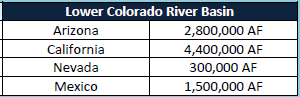 Lower Colorado River Basin
Arizona 2,800,000 AF
California 4,400,000 AF
Nevada 300,000 AF
Mexico 1,500,000 AF